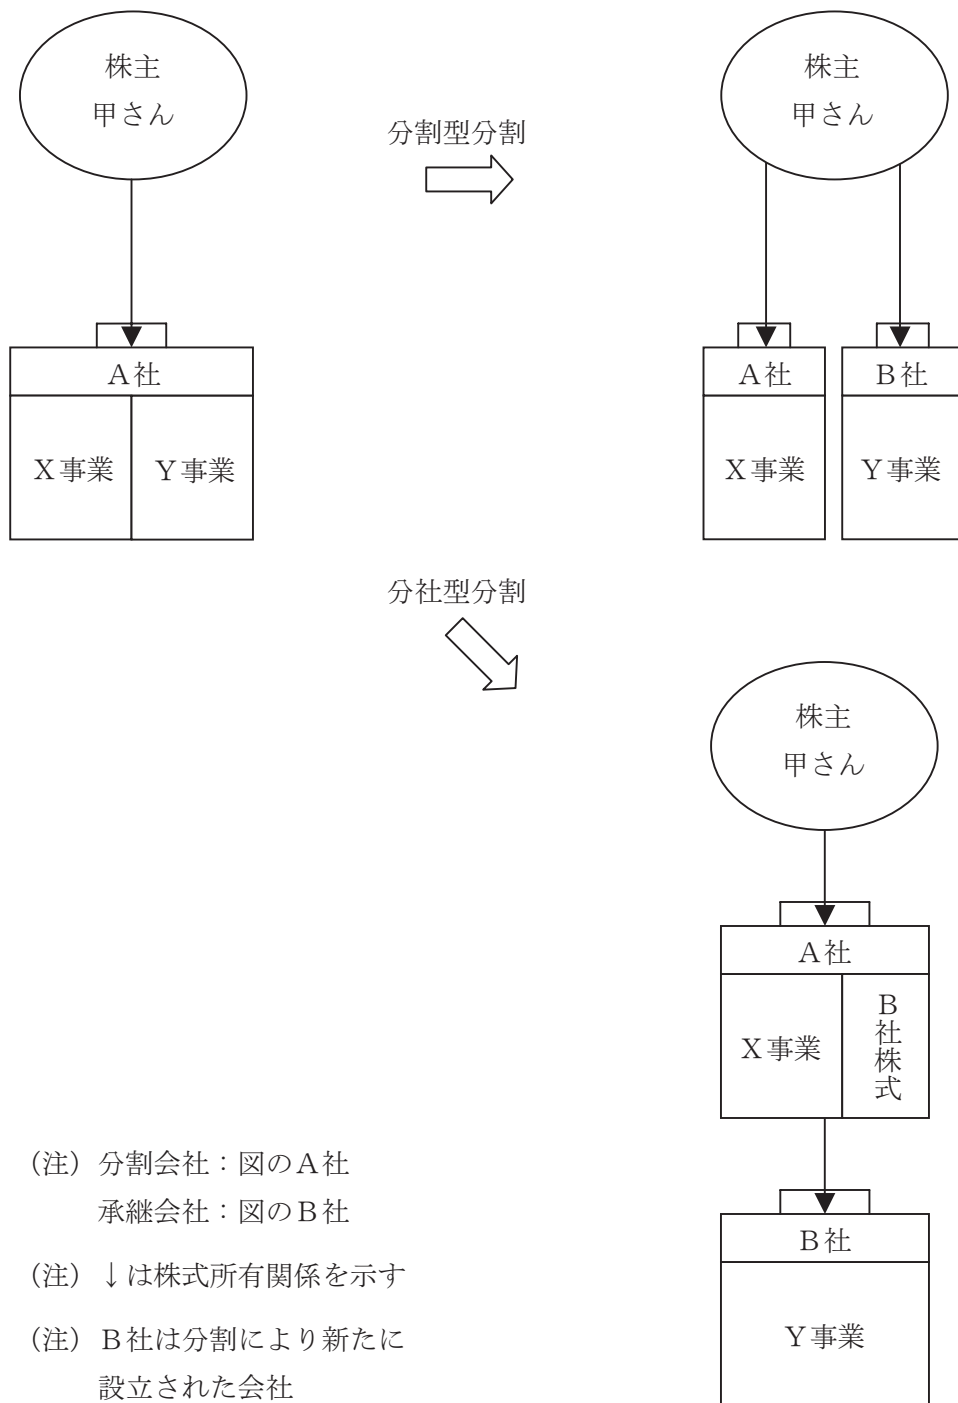 株主
甲さん
分割型分割
A社
X事業
Y事業
株主
甲さん
A社
B社
X事業
Y事業
分社型分割
株主
甲さん
A社
X事業
B社株式
B社
Y事業
(注) 分割会社：図のA社
承継会社：図のB社
(注) ↓は株式所有関係を示す
(注) B社は分割により新たに
設立された会社